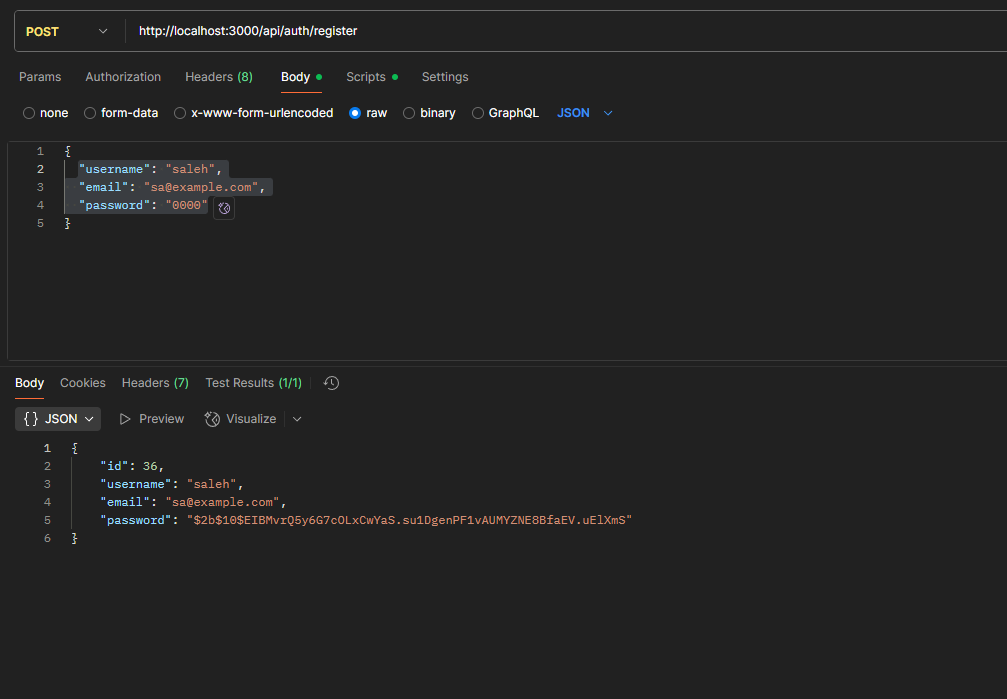 POST http://localhost:3000/api/auth/register
Params Authorization Headers (8) Body Scripts Settings
none form-data x-www-form-urlencoded raw binary GraphQL JSON
1 {
2 "username": "saleh",
3 "email": "sa@example.com",
4 "password": "0000"
5 }
Body Cookies Headers (7) Test Results (1/1)
{} JSON Preview Visualize
1 {
2 "id": 36,
3 "username": "saleh",
4 "email": "sa@example.com",
5 "password": "$2b$10$EIBMvrQ5y6G7cOLxCwYaS.su1DgenPF1vAUMYZNE8BfaEV.uElXmS"
6 }